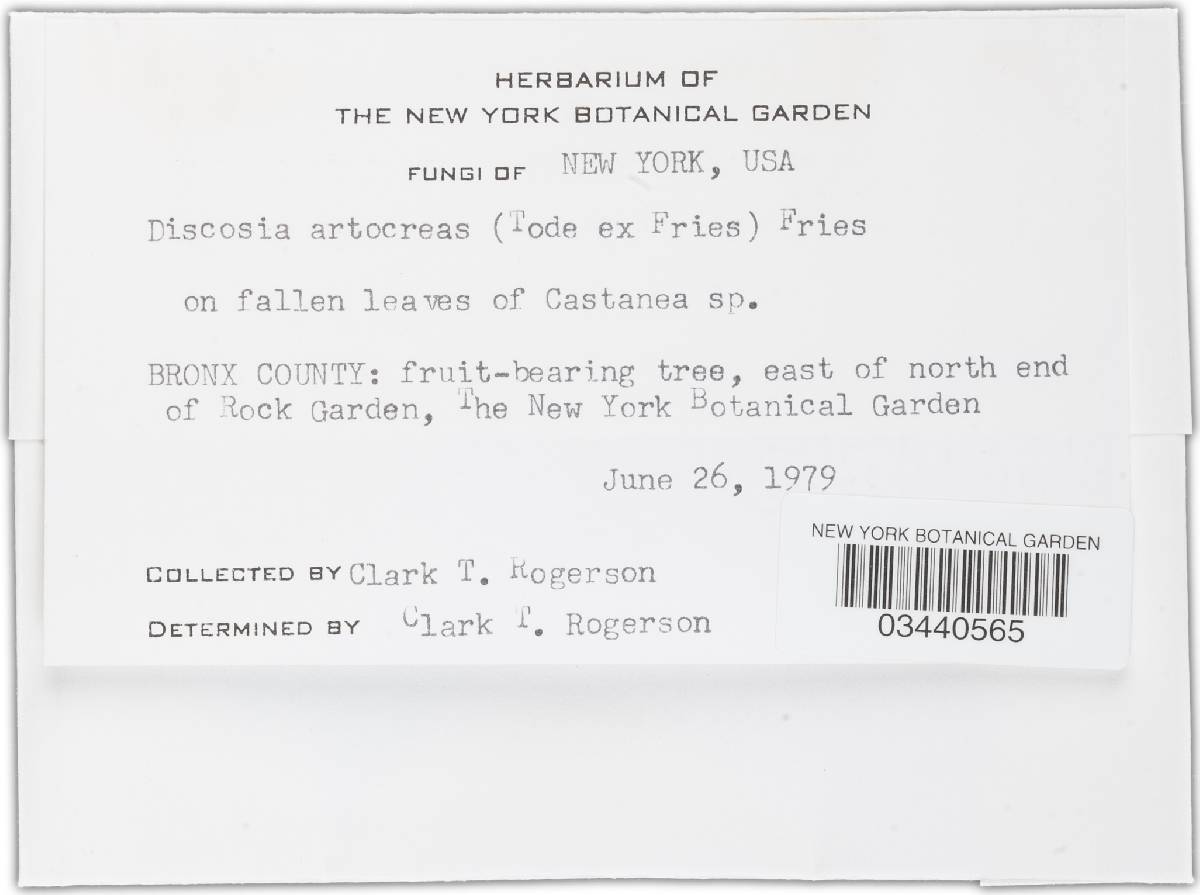 HERBARIUM OF
THE NEW YORK BOTANICAL GARDEN
FUNGI OF NEW YORK, USA
Discosia artocreas (Tode ex Fries) Fries
on fallen leaves of Castanea sp.
BRONX COUNTY: fruit-bearing tree, east of north end
of Rock Garden, The New York Botanical Garden
June 26, 1979
COLLECTED BY Clark T. Rogerson
DETERMINED BY Clark T. Rogerson
NEW YORK BOTANICAL GARDEN
03440565